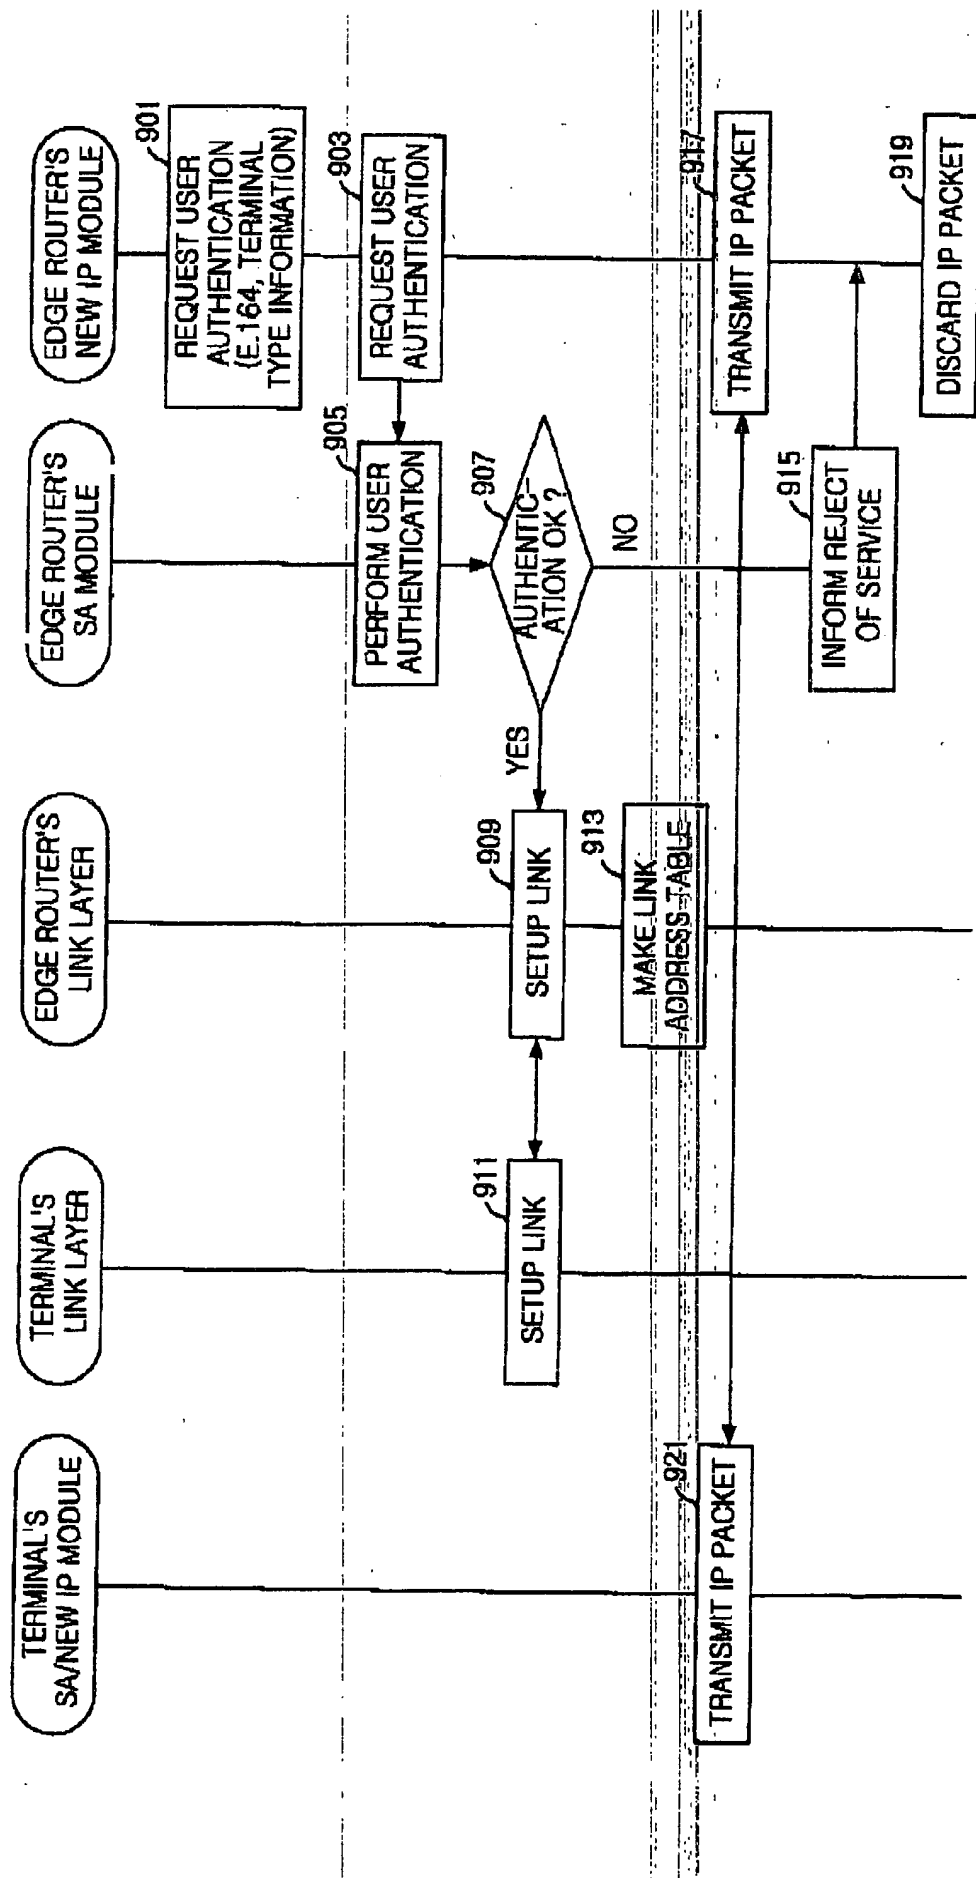 TERMINAL'S
SA/NEW IP MODULE
TERMINAL'S
LINK LAYER
EDGE ROUTER'S
LINK LAYER
EDGE ROUTER'S
SA MODULE
EDGE ROUTER'S
NEW IP MODULE
901
REQUEST USER
AUTHENTICATION
(E.164, TERMINAL
TYPE INFORMATION)
903
REQUEST USER
AUTHENTICATION
905
PERFORM USER
AUTHENTICATION
907
AUTHENTIC-
ATION OK ?
YES
NO
909
SETUP LINK
911
SETUP LINK
913
MAKE LINK
ADDRESS TABLE
915
INFORM REJECT
OF SERVICE
917
TRANSMIT IP PACKET
919
DISCARD IP PACKET
921
TRANSMIT IP PACKET